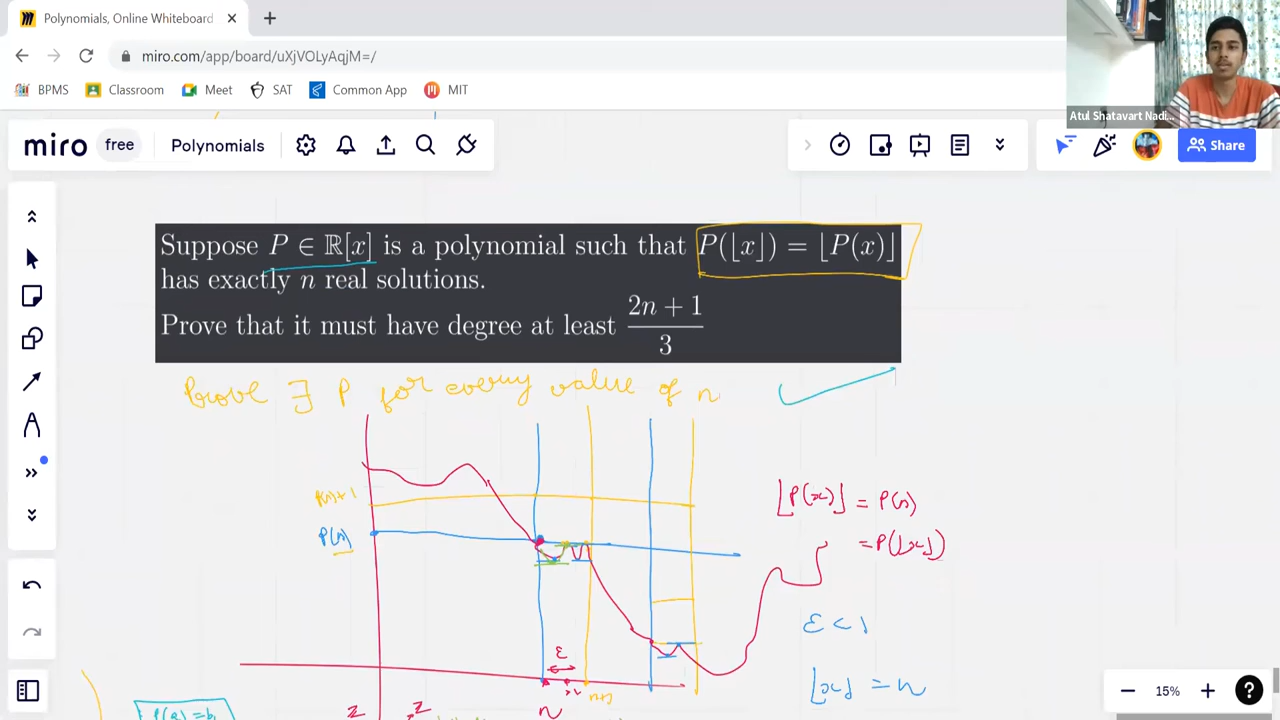 Polynomials, Online Whiteboard
miro.com/app/board/uXjVOLyAqjM=/
BPMS Classroom Meet SAT Common App MIT
Atul Shatavart Nadi...
miro free Polynomials
Share
Suppose P ∈ ℝ[x] is a polynomial such that P(⌊x⌋) = ⌊P(x)⌋
has exactly n real solutions.
Prove that it must have degree at least (2n + 1)/3
Prove ∃ P for every value of n
P(n)+1
P(n)
⌊P(x)⌋ = P(n)
= P(⌊x⌋)
ε < 1
ε
n+1
⌊x⌋ = n
n
Z
Z
15%